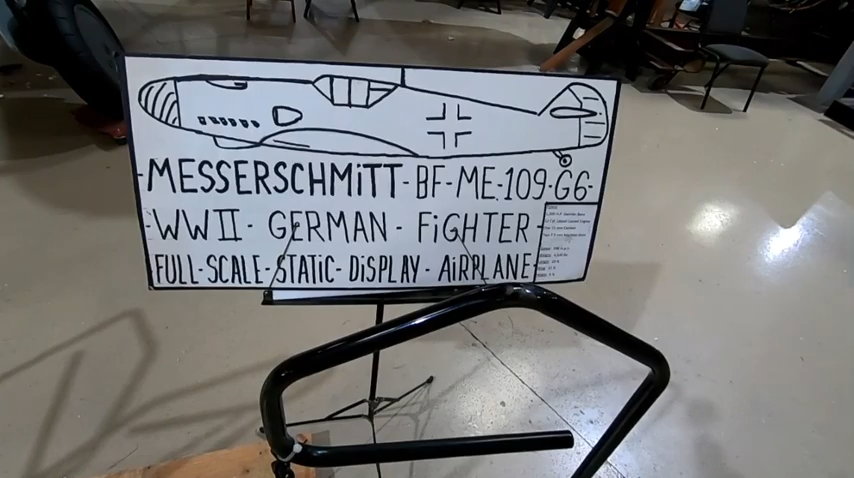 -MESSERSCHMiTT-BF-ME.109-G6-
-WWII-GERMAN-FiGHTER-
FULL-SCALE-STATiC-DiSPLAY-AiRPLANE-